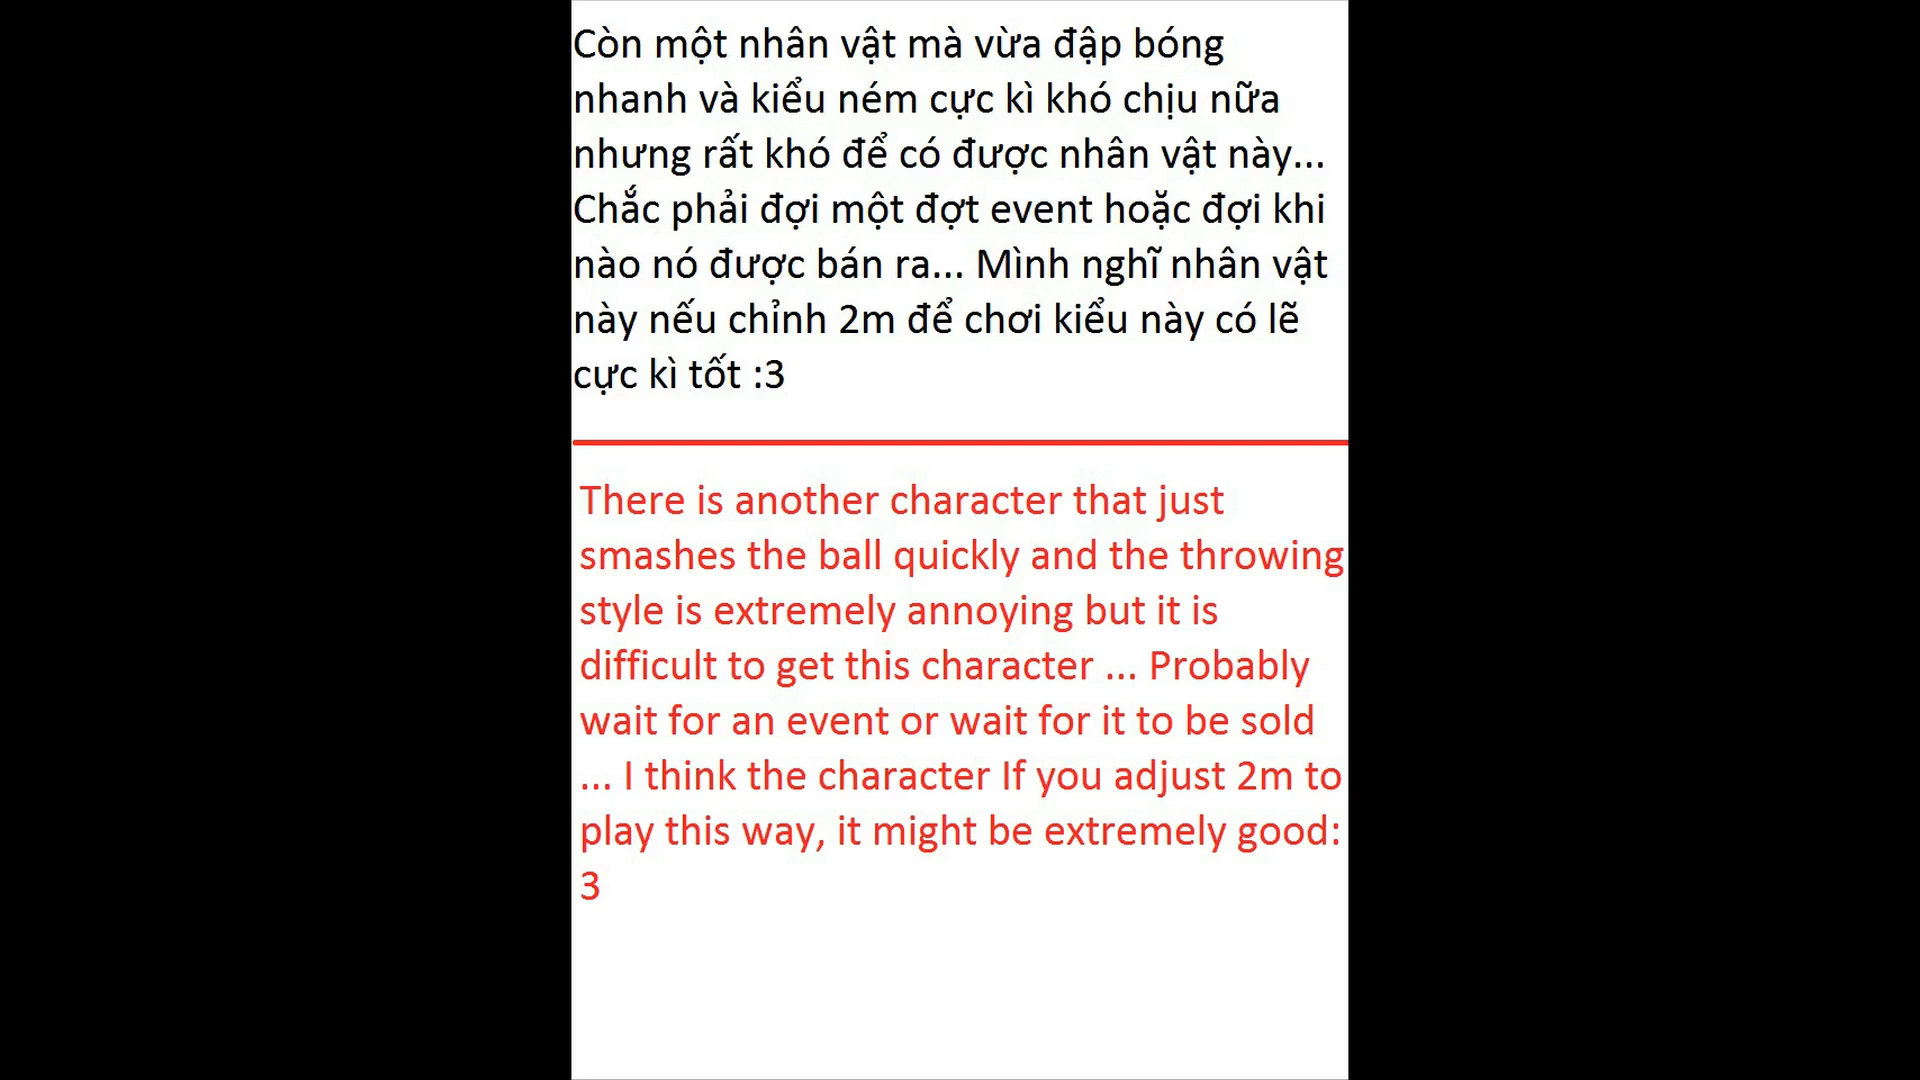 Còn một nhân vật mà vừa đập bóng
nhanh và kiểu ném cực kì khó chịu nữa
nhưng rất khó để có được nhân vật này...
Chắc phải đợi một đợt event hoặc đợi khi
nào nó được bán ra... Mình nghĩ nhân vật
này nếu chỉnh 2m để chơi kiểu này có lẽ
cực kì tốt :3
There is another character that just
smashes the ball quickly and the throwing
style is extremely annoying but it is
difficult to get this character ... Probably
wait for an event or wait for it to be sold
... I think the character If you adjust 2m to
play this way, it might be extremely good:
3